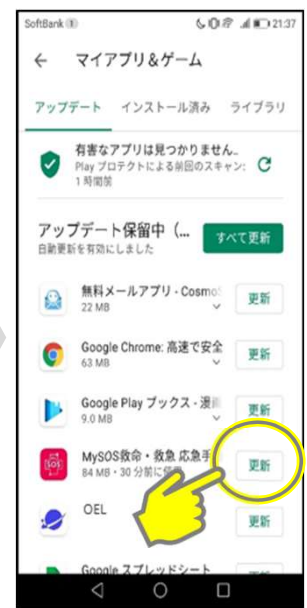 SoftBank ① 21:37
← マイアプリ&ゲーム
アップデート インストール済み ライブラリ
有害なアプリは見つかりません。
Play プロテクトによる前回のスキャン:
1 時間前
アップデート保留中 (...
すべて更新
自動更新を有効にしました
無料メールアプリ - Cosmo
22 MB
更新
Google Chrome: 高速で安全
63 MB
更新
Google Play ブックス - 漫画
9.0 MB
更新
MySOS救命・救急 応急手
84 MB・30 分前に
更新
OEL
更新
Google スプレッドシート